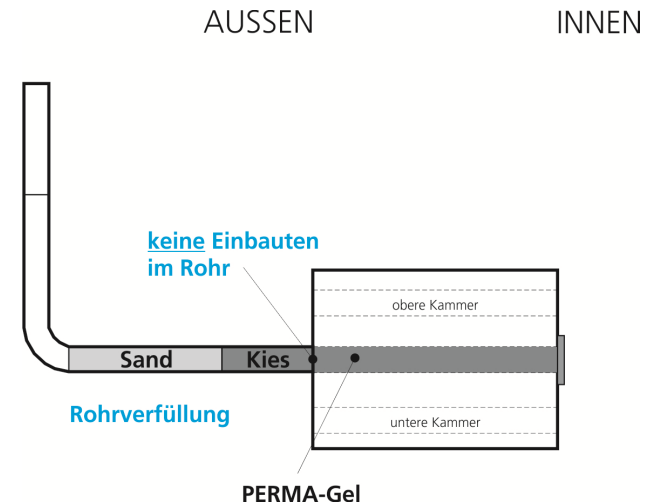 AUSSEN
INNEN
keine Einbauten
im Rohr
obere Kammer
Sand
Kies
Rohrverfüllung
untere Kammer
PERMA-Gel